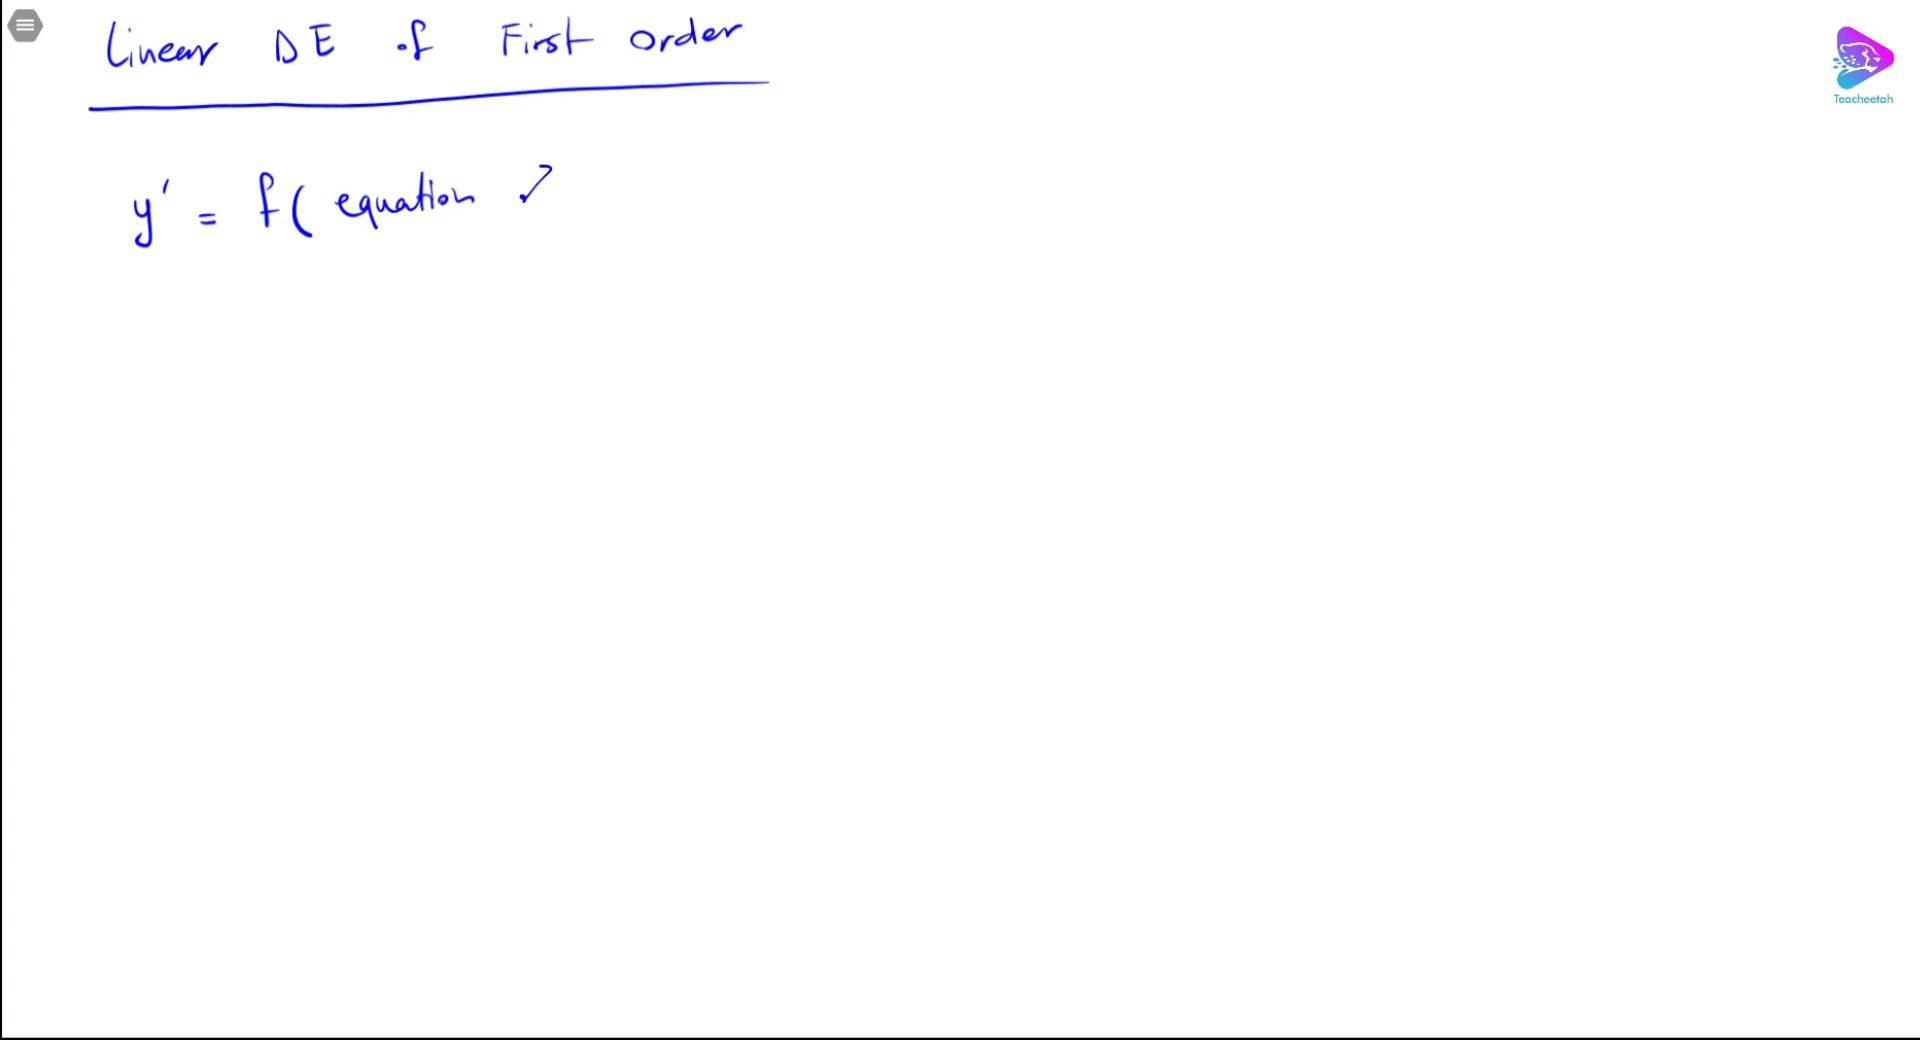 Linear DE of First order
Teacheetah
y' = f( equation